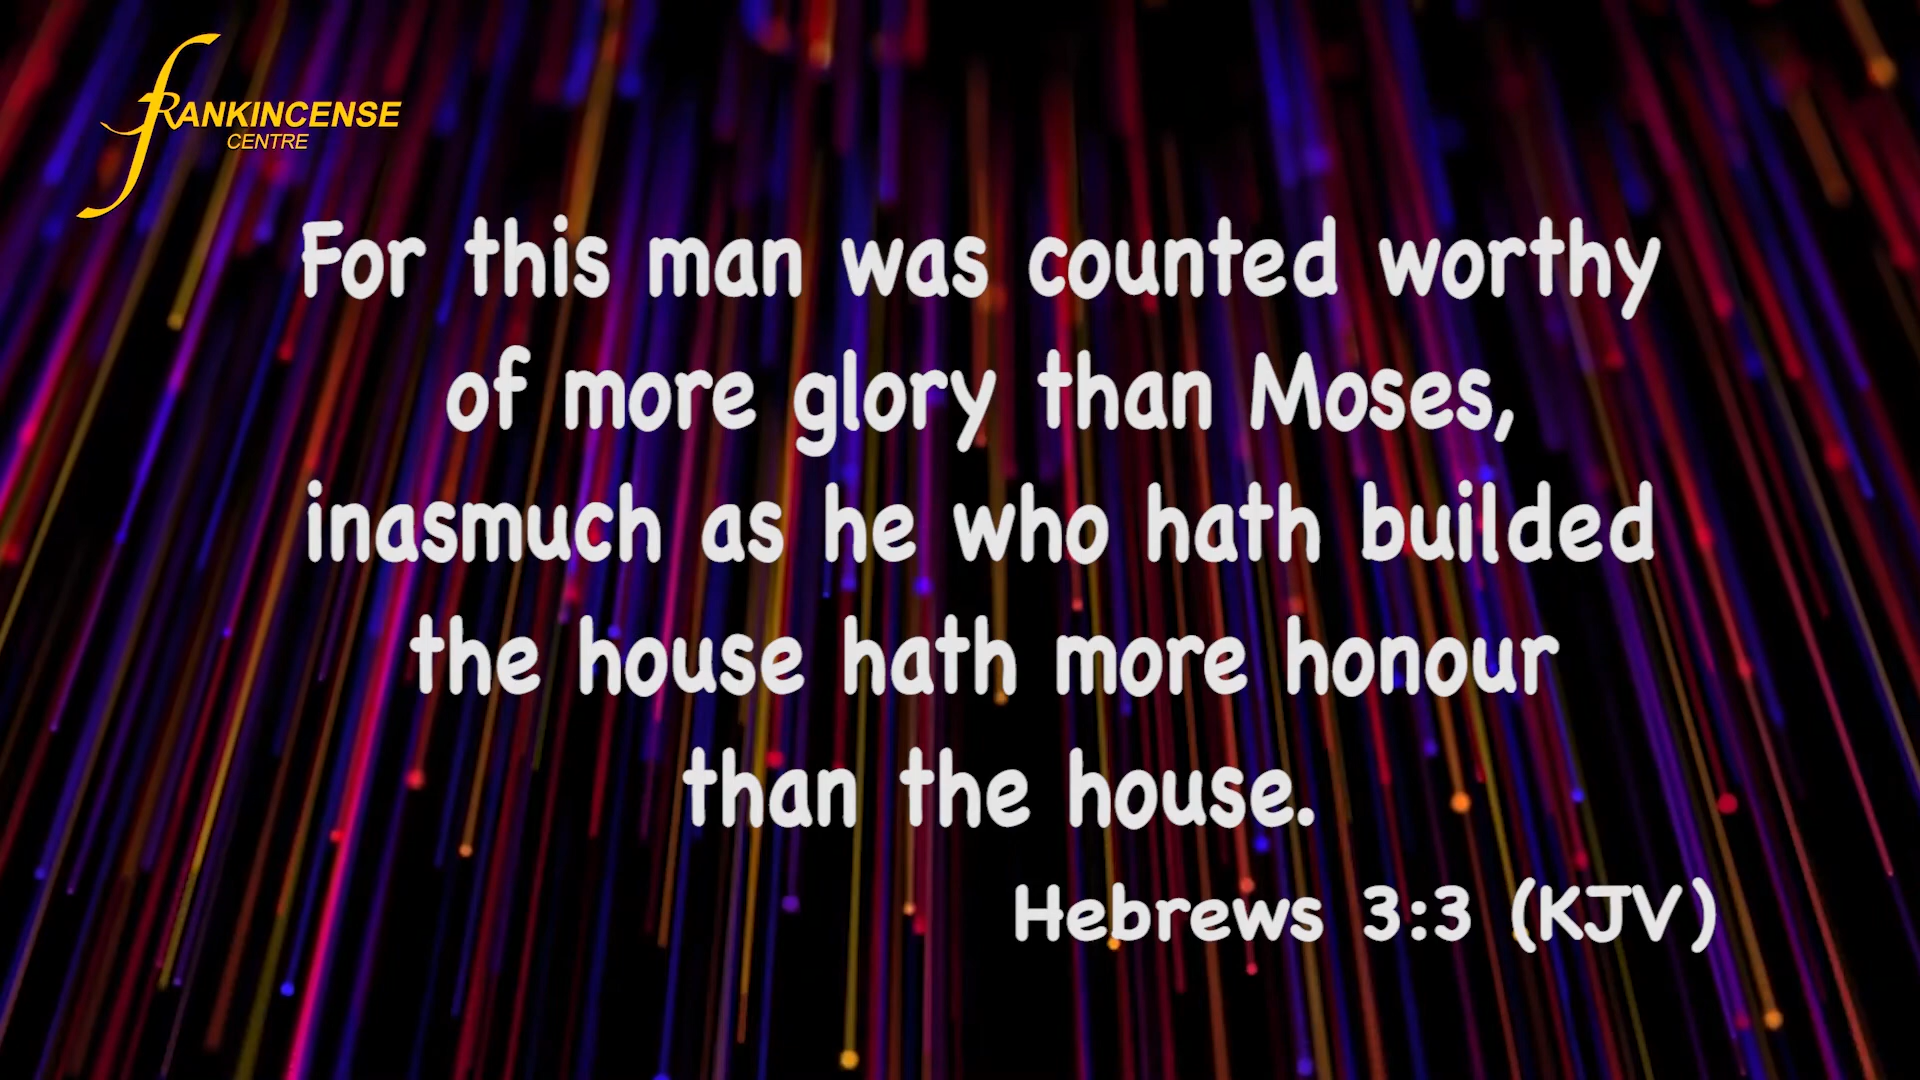 fRANKINCENSE
CENTRE
For this man was counted worthy
of more glory than Moses,
inasmuch as he who hath builded
the house hath more honour
than the house.
Hebrews 3:3 (KJV)